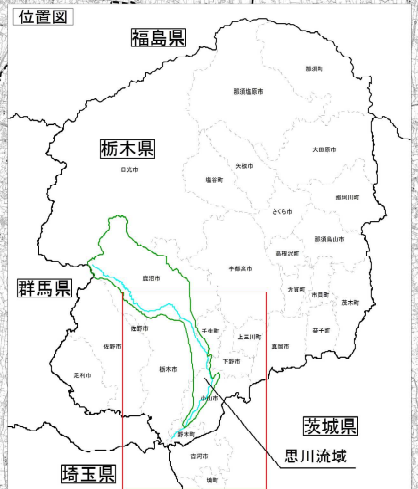 位置図
福島県
那須町
那須塩原市
栃木県
大田原市
日光市
矢板市
塩谷町
那珂川町
さくら市
那須烏山市
高根沢町
宇都宮市
鹿沼市
群馬県
芳賀町
市貝町
茂木町
佐野市
壬生町
上三川町
益子町
佐野市
真岡市
下野市
栃木市
足利市
小山市
茨城県
野木町
思川流域
古河市
埼玉県
境町